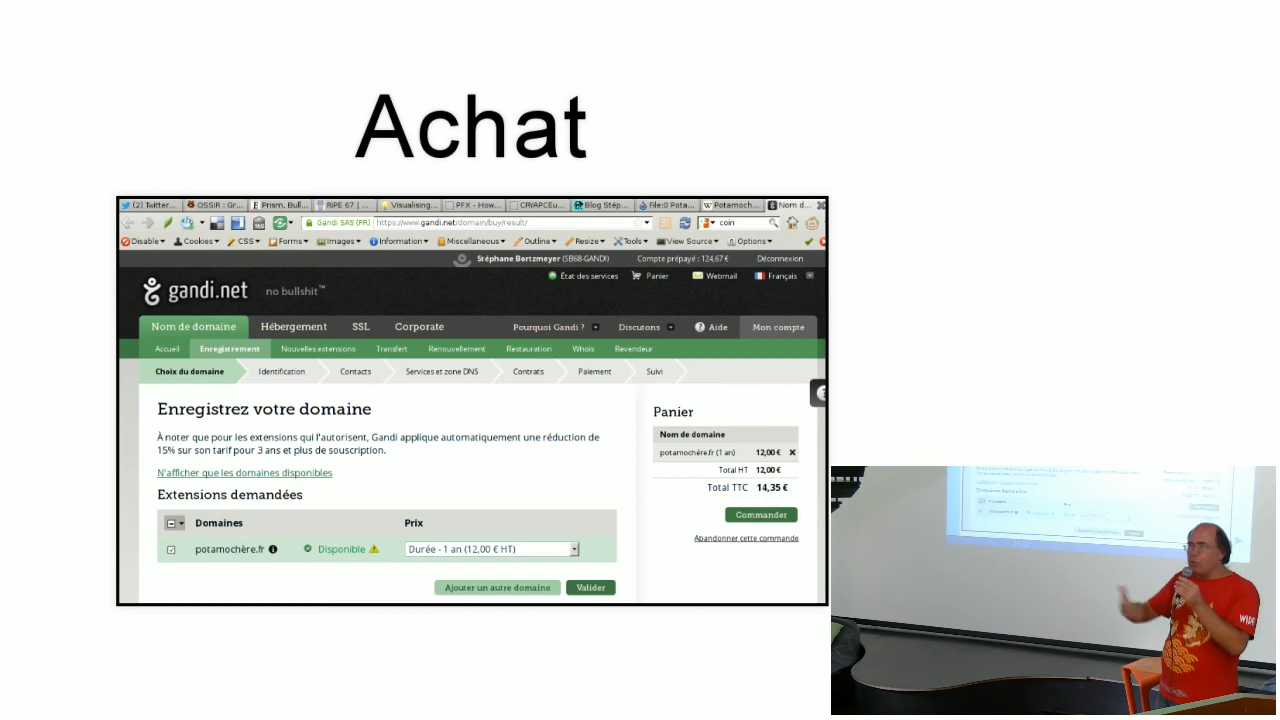 Achat
(2) Twitter... OSSIR : Gr... Prism, Bull... RIPE 67 | ... Visualising... PFX - How... CRYAPCEu... Blog Stép... File:0 Pota... Potamoch... Nom d...
Gandi SAS (FR) https://www.gandi.net/domain/buy/result/ coin
Disable Cookies CSS Forms Images Information Miscellaneous Outline Resize Tools View Source Options
Stéphane Bortzmeyer (SB68-GANDI) Compte prépayé : 124,67 € Déconnexion
État des services Panier Webmail Français
gandi.net no bullshit™
Nom de domaine Hébergement SSL Corporate Pourquoi Gandi ? Discutons Aide Mon compte
Accueil Enregistrement Nouvelles extensions Transfert Renouvellement Restauration Whois Revendeur
Choix du domaine Identification Contacts Services et zone DNS Contrats Paiement Suivi
Enregistrez votre domaine
À noter que pour les extensions qui l'autorisent, Gandi applique automatiquement une réduction de
15% sur son tarif pour 3 ans et plus de souscription.
N'afficher que les domaines disponibles
Extensions demandées
Domaines Prix
potamochère.fr Disponible Durée - 1 an (12,00 € HT)
Ajouter un autre domaine Valider
Panier
Nom de domaine
potamochère.fr (1 an) 12,00 €
Total HT 12,00 €
Total TTC 14,35 €
Commander
Abandonner cette commande
WIDE